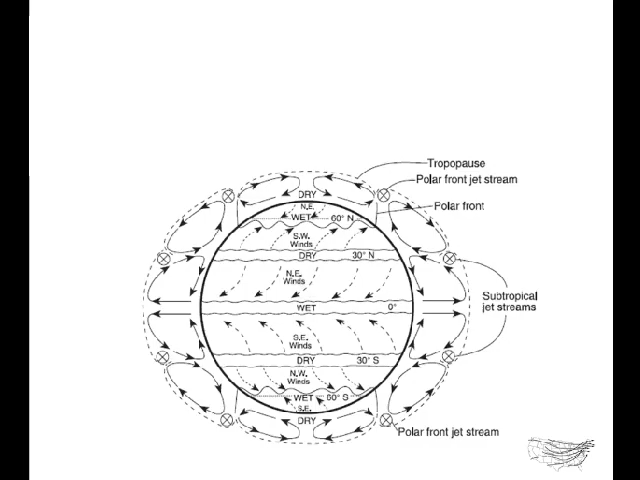 Tropopause
Polar front jet stream
DRY
N.E.
Polar front
WET
60° N
S.W.
Winds
DRY
30° N
N.E.
Winds
Subtropical
jet streams
WET
0°
S.E.
Winds
DRY
30° S
N.W.
Winds
WET
60° S
S.E.
DRY
Polar front jet stream